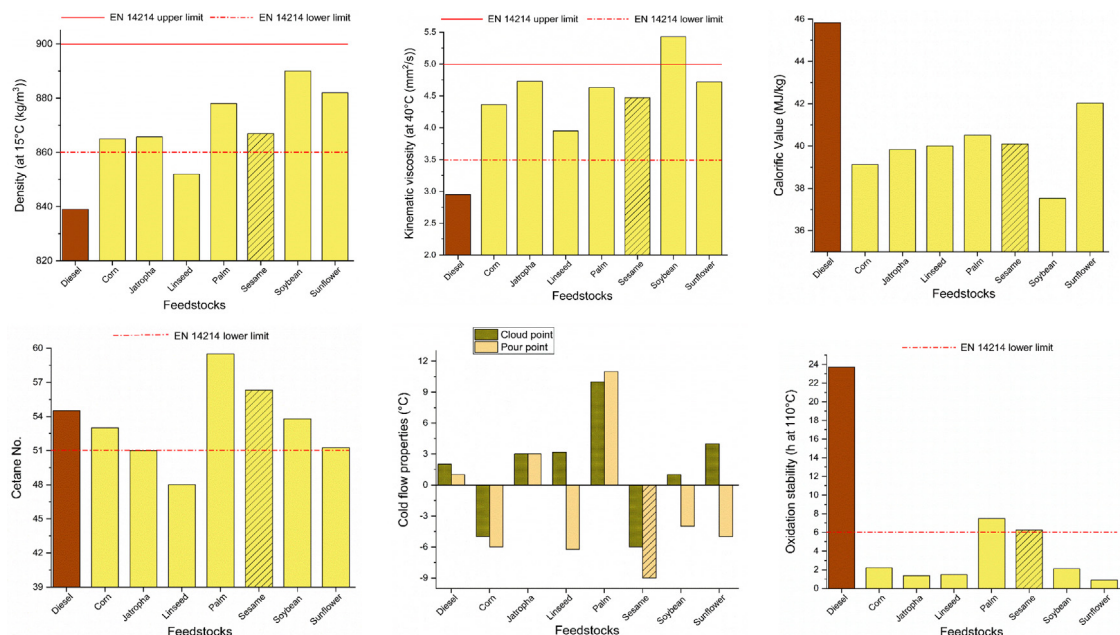 EN 14214 upper limit EN 14214 lower limit
900
880
860
840
820
Density (at 15°C (kg/m³))
Diesel Corn Jatropha Linseed Palm Sesame Soybean Sunflower
Feedstocks
EN 14214 upper limit EN 14214 lower limit
5.5
5.0
4.5
4.0
3.5
3.0
2.5
2.0
Kinematic viscosity (at 40°C (mm²/s))
Diesel Corn Jatropha Linseed Palm Sesame Soybean Sunflower
Feedstocks
46
46
42
40
38
36
Calorific Value (MJ/kg)
Diesel Corn Jatropha Linseed Palm Sesame Soybean Sunflower
Feedstocks
EN 14214 lower limit
60
57
54
51
48
45
42
39
Cetane No.
Diesel Corn Jatropha Linseed Palm Sesame Soybean Sunflower
Feedstocks
Cloud point
Pour point
12
9
6
3
0
-3
-6
-9
Cold flow properties (°C)
Diesel Corn Jatropha Linseed Palm Sesame Soybean Sunflower
Feedstocks
EN 14214 lower limit
24
22
20
18
16
14
12
10
8
6
4
2
0
Oxidation stability (h at 110°C)
Diesel Corn Jatropha Linseed Palm Sesame Soybean Sunflower
Feedstocks